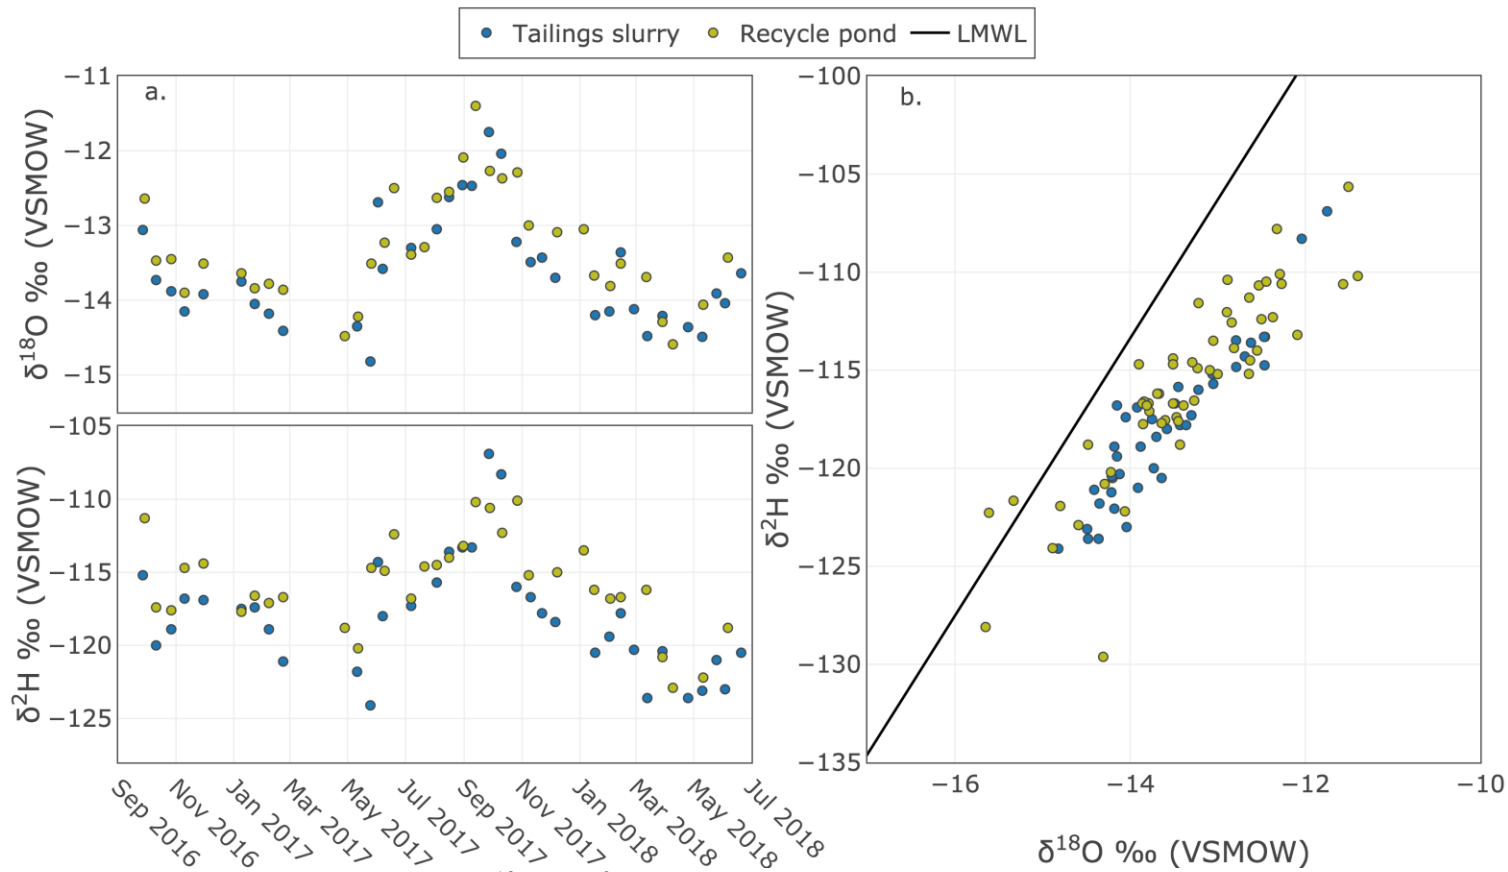 Tailings slurry Recycle pond LMWL
a.
δ¹⁸O ‰ (VSMOW)
−11
−12
−13
−14
−15
δ²H ‰ (VSMOW)
−105
−110
−115
−120
−125
Sep 2016
Nov 2016
Jan 2017
Mar 2017
May 2017
Jul 2017
Sep 2017
Nov 2017
Jan 2018
Mar 2018
May 2018
Jul 2018
b.
δ²H ‰ (VSMOW)
−100
−105
−110
−115
−120
−125
−130
−135
−16
−14
−12
−10
δ¹⁸O ‰ (VSMOW)